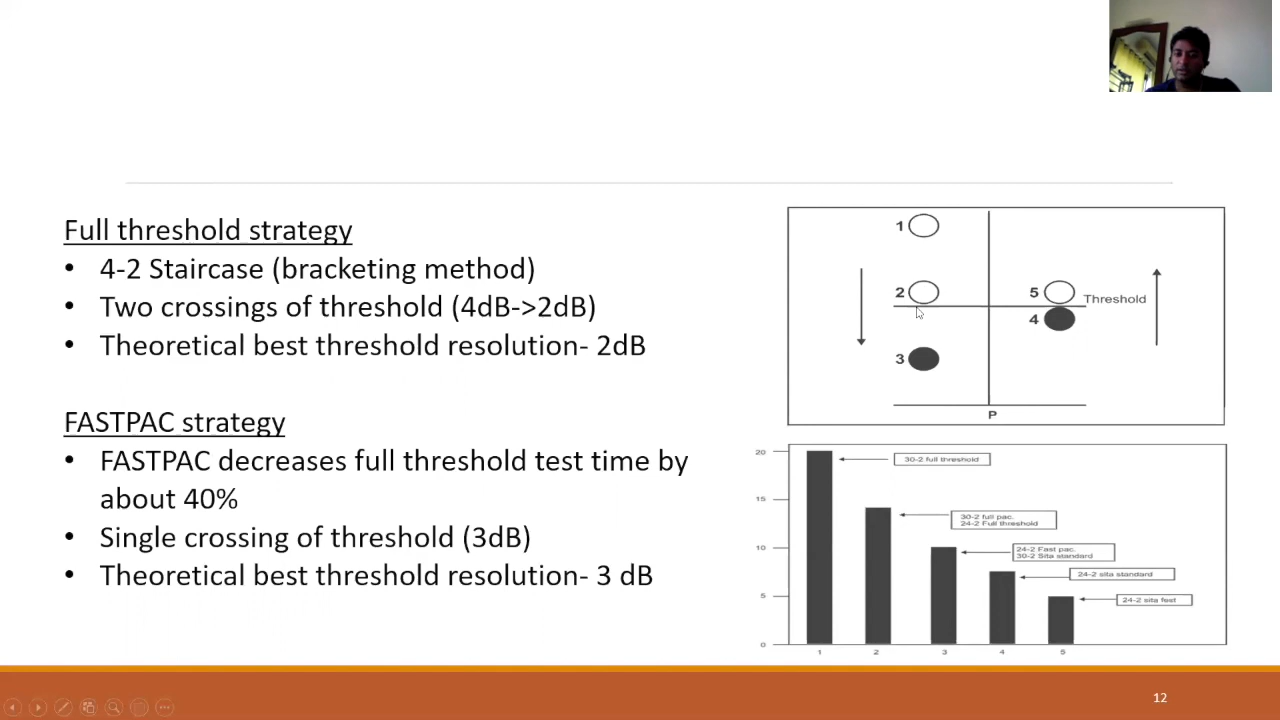 Full threshold strategy
• 4-2 Staircase (bracketing method)
• Two crossings of threshold (4dB->2dB)
• Theoretical best threshold resolution- 2dB
FASTPAC strategy
• FASTPAC decreases full threshold test time by
about 40%
• Single crossing of threshold (3dB)
• Theoretical best threshold resolution- 3 dB
1
2
5
Threshold
4
3
P
20
30-2 full threshold
15
30-2 full pac.
24-2 Full threshold
10
24-2 Fast pac.
30-2 Sita standard
24-2 sita standard
5
24-2 sita fest
0
1 2 3 4 5
12